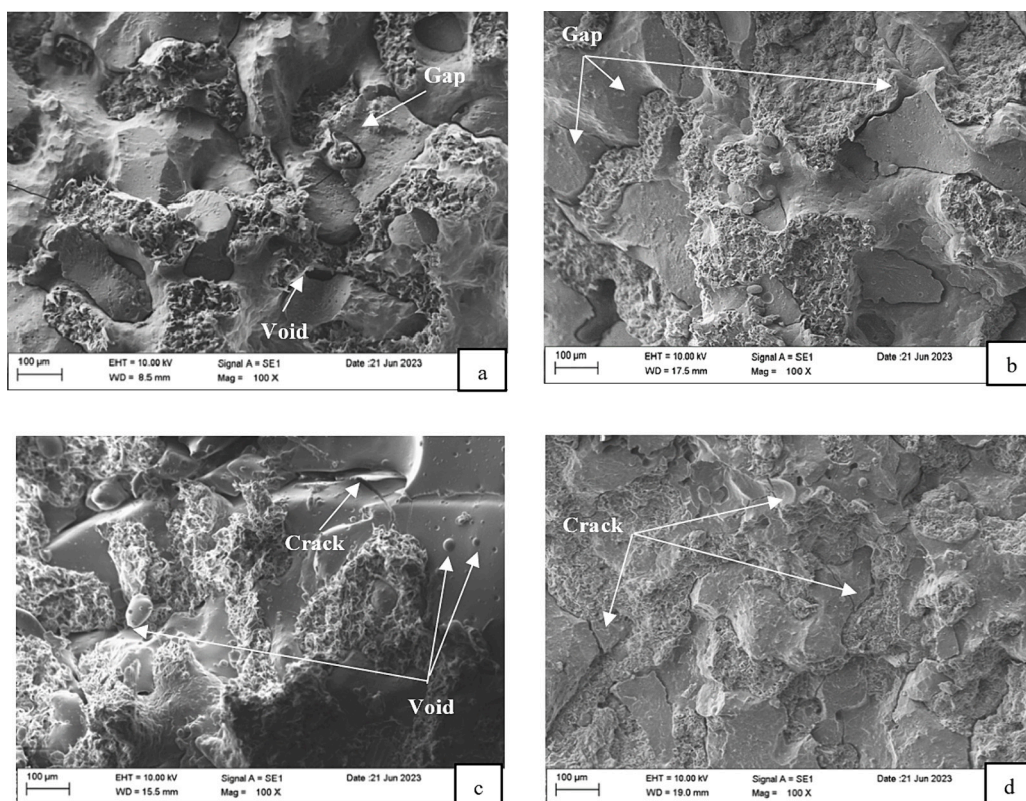 Gap
Void
100 µm EHT = 10.00 kV Signal A = SE1 Date :21 Jun 2023
WD = 8.5 mm Mag = 100 X
a
Gap
100 µm EHT = 10.00 kV Signal A = SE1 Date :21 Jun 2023
WD = 17.5 mm Mag = 100 X
b
Crack
Void
100 µm EHT = 10.00 kV Signal A = SE1 Date :21 Jun 2023
WD = 15.5 mm Mag = 100 X
c
Crack
100 µm EHT = 10.00 kV Signal A = SE1 Date :21 Jun 2023
WD = 19.0 mm Mag = 100 X
d